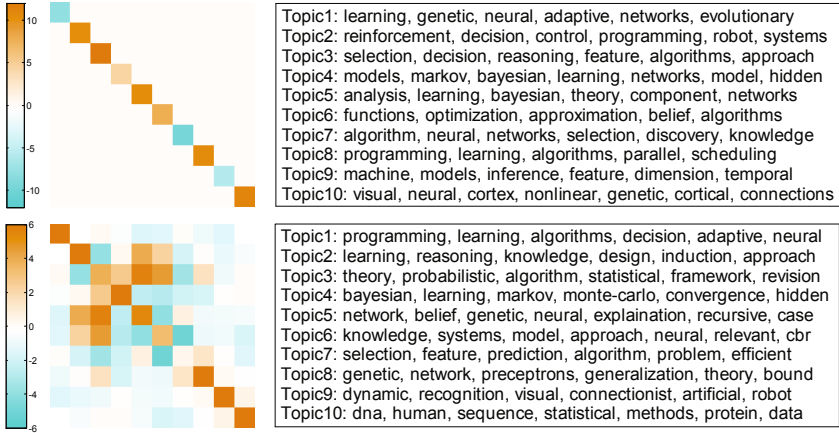 10
5
0
-5
-10
Topic1: learning, genetic, neural, adaptive, networks, evolutionary
Topic2: reinforcement, decision, control, programming, robot, systems
Topic3: selection, decision, reasoning, feature, algorithms, approach
Topic4: models, markov, bayesian, learning, networks, model, hidden
Topic5: analysis, learning, bayesian, theory, component, networks
Topic6: functions, optimization, approximation, belief, algorithms
Topic7: algorithm, neural, networks, selection, discovery, knowledge
Topic8: programming, learning, algorithms, parallel, scheduling
Topic9: machine, models, inference, feature, dimension, temporal
Topic10: visual, neural, cortex, nonlinear, genetic, cortical, connections
6
4
2
0
-2
-4
-6
Topic1: programming, learning, algorithms, decision, adaptive, neural
Topic2: learning, reasoning, knowledge, design, induction, approach
Topic3: theory, probabilistic, algorithm, statistical, framework, revision
Topic4: bayesian, learning, markov, monte-carlo, convergence, hidden
Topic5: network, belief, genetic, neural, explaination, recursive, case
Topic6: knowledge, systems, model, approach, neural, relevant, cbr
Topic7: selection, feature, prediction, algorithm, problem, efficient
Topic8: genetic, network, preceptrons, generalization, theory, bound
Topic9: dynamic, recognition, visual, connectionist, artificial, robot
Topic10: dna, human, sequence, statistical, methods, protein, data